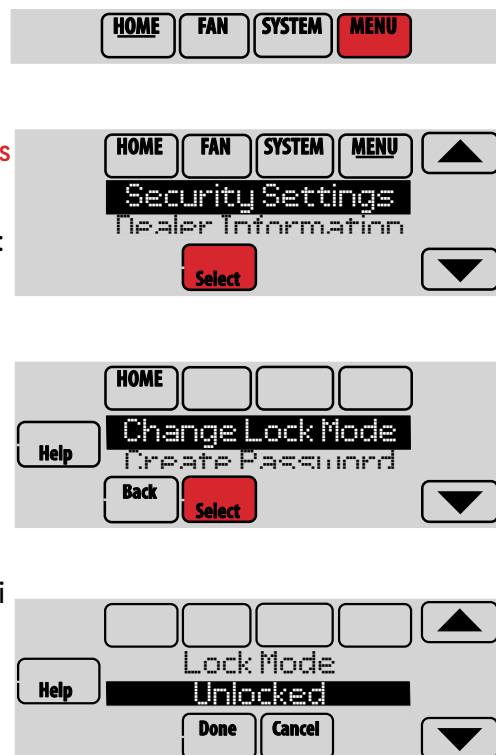 HOME FAN SYSTEM MENU
s
HOME FAN SYSTEM MENU
Security Settings
Dealer Information
:
Select
HOME
Change Lock Mode
Help
Create Password
Back Select
i
Lock Mode
Help
Unlocked
Done Cancel